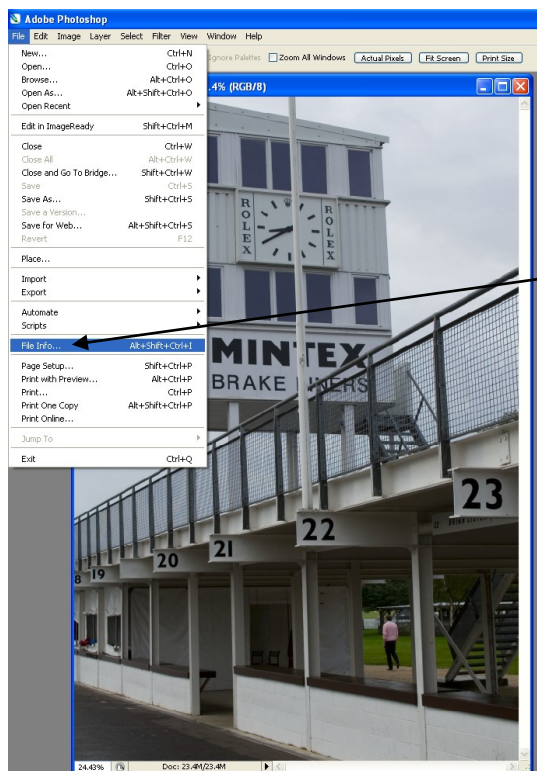 Adobe Photoshop
File Edit Image Layer Select Filter View Window Help
Ignore Palettes Zoom All Windows Actual Pixels Fit Screen Print Size
.4% (RGB/8)
New... Ctrl+N
Open... Ctrl+O
Browse... Alt+Ctrl+O
Open As... Alt+Shift+Ctrl+O
Open Recent
Edit in ImageReady Shift+Ctrl+M
Close Ctrl+W
Close All Alt+Ctrl+W
Close and Go To Bridge... Shift+Ctrl+W
Save Ctrl+S
Save As... Shift+Ctrl+S
Save a Version...
Save for Web... Alt+Shift+Ctrl+S
Revert F12
Place...
Import
Export
Automate
Scripts
File Info... Alt+Shift+Ctrl+I
Page Setup... Shift+Ctrl+P
Print with Preview... Alt+Ctrl+P
Print... Ctrl+P
Print One Copy Alt+Shift+Ctrl+P
Print Online...
Jump To
Exit Ctrl+Q
ROLEX
ROLEX
MINTEX
BRAKE
8 19 20 21 22 23
24.43% Doc: 23.4M/23.4M